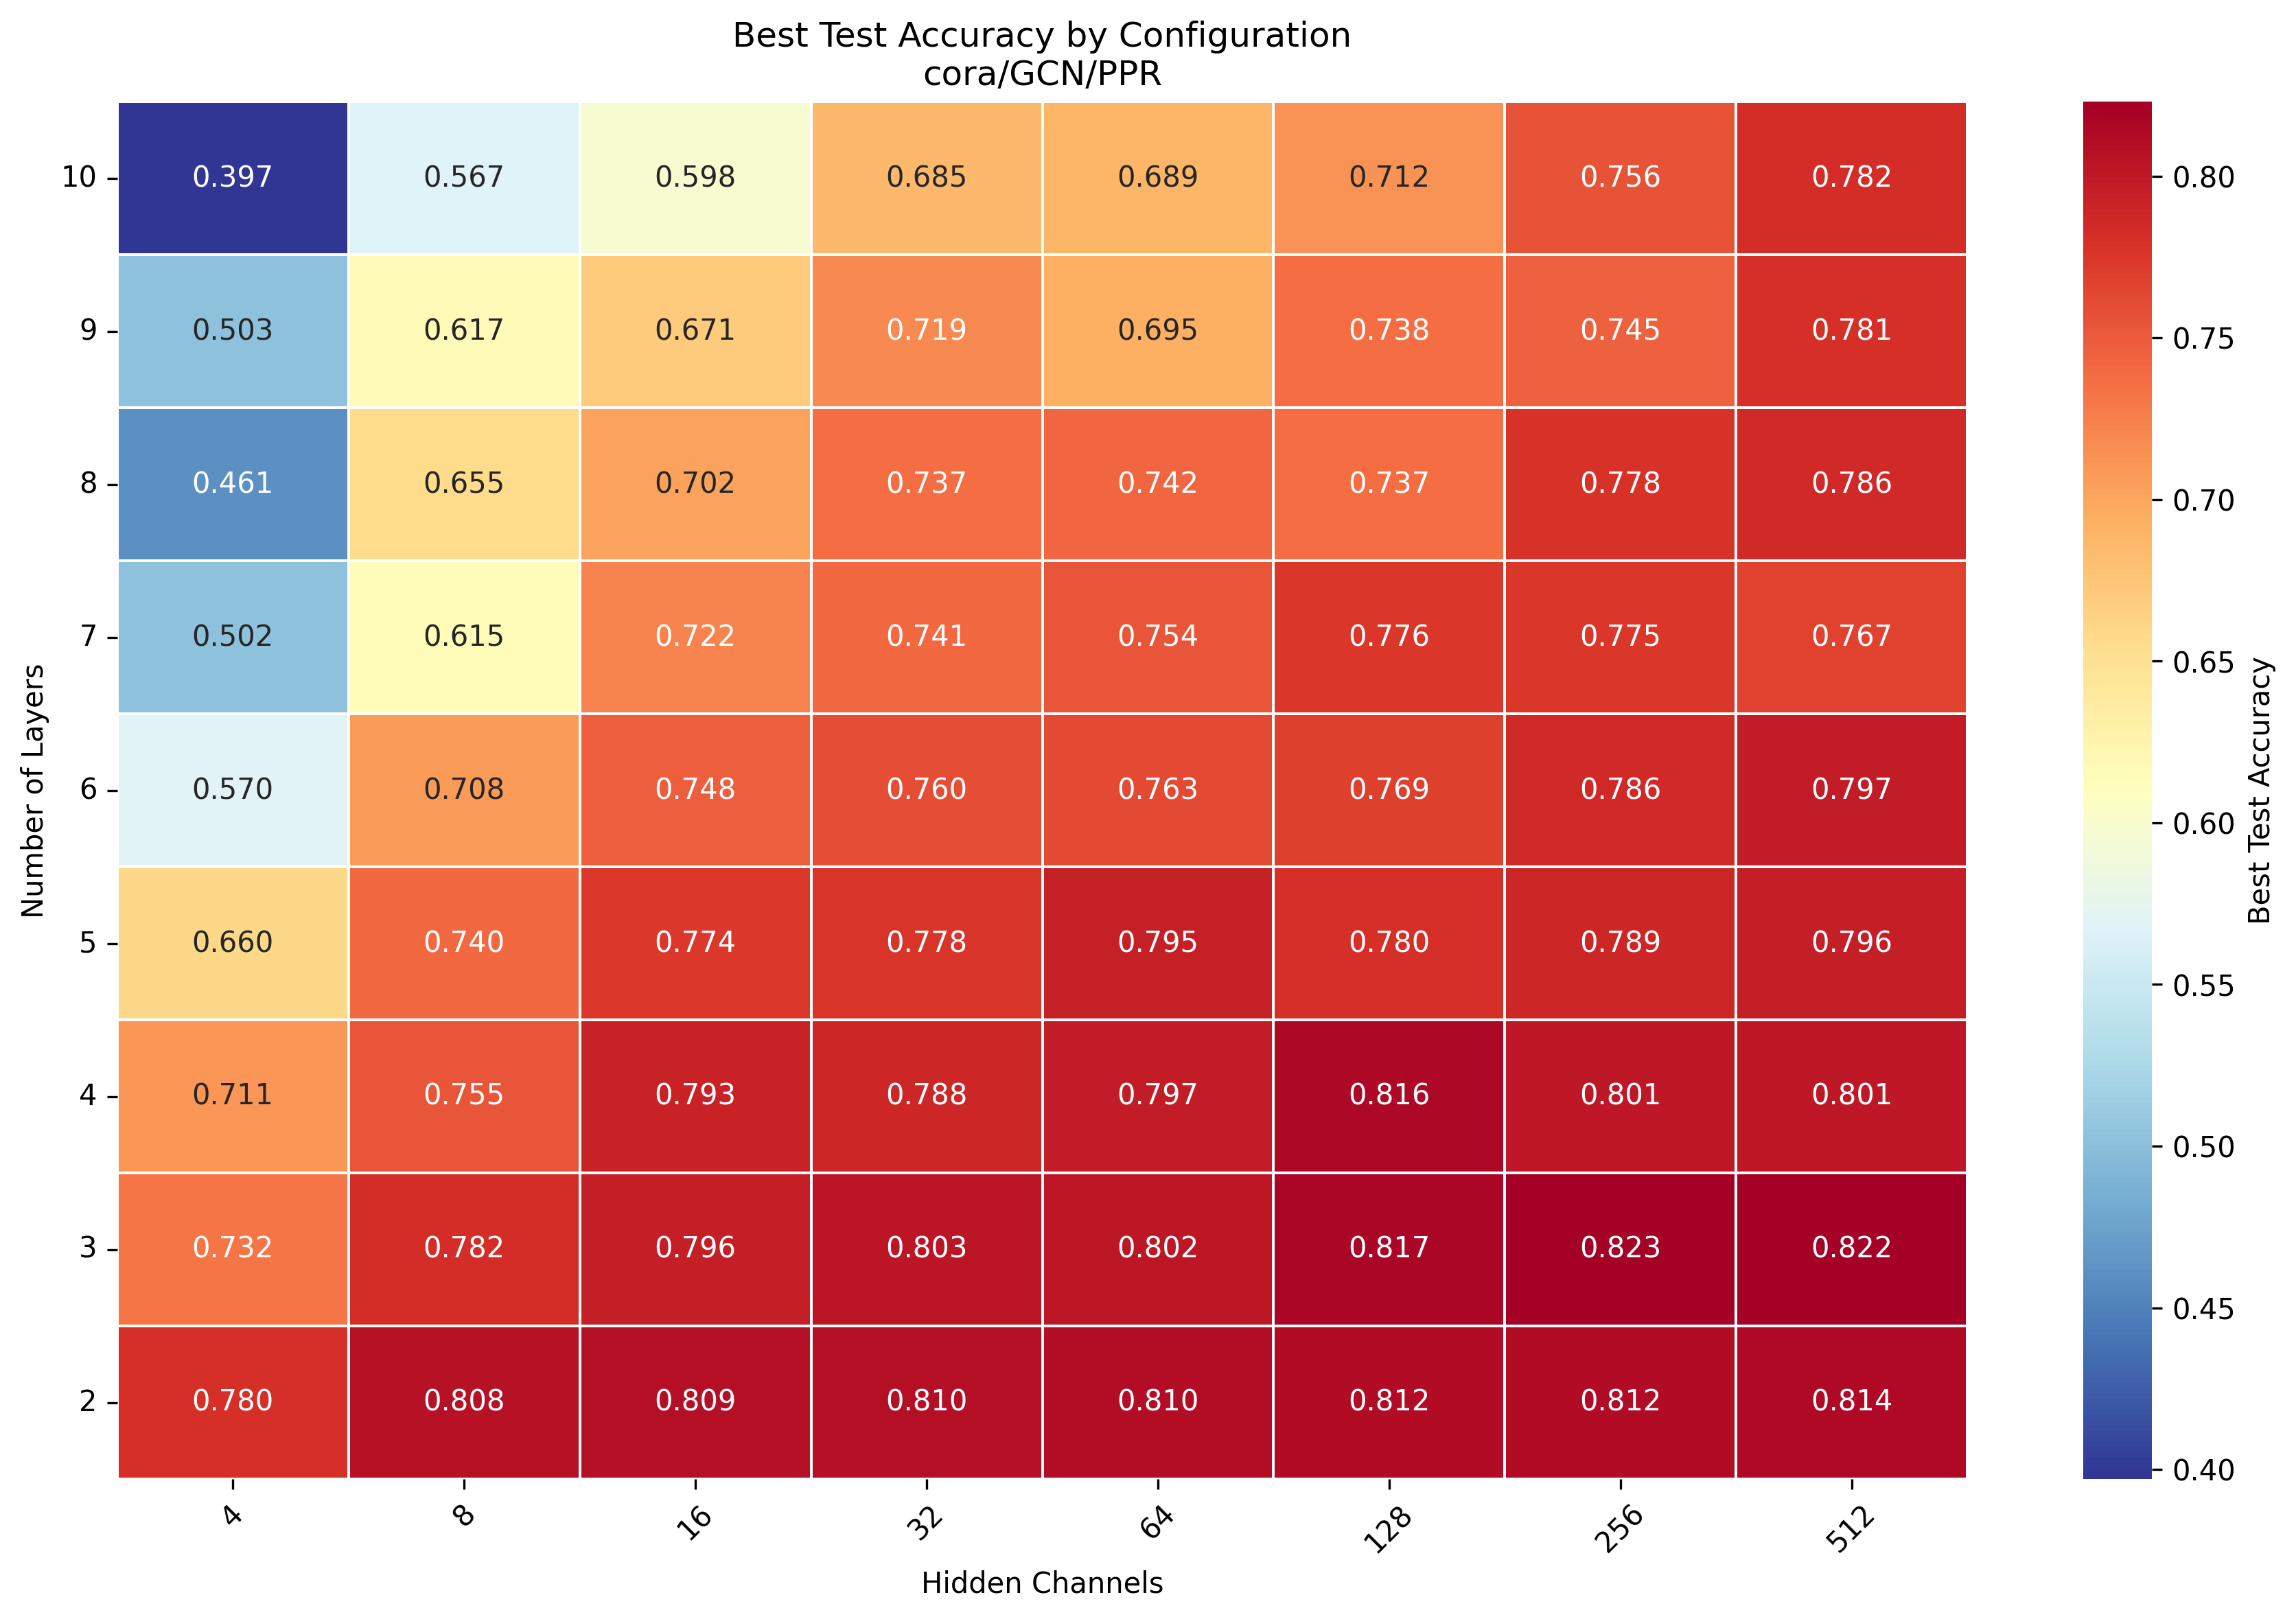 Best Test Accuracy by Configuration
cora/GCN/PPR
10 0.397 0.567 0.598 0.685 0.689 0.712 0.756 0.782
9 0.503 0.617 0.671 0.719 0.695 0.738 0.745 0.781
8 0.461 0.655 0.702 0.737 0.742 0.737 0.778 0.786
7 0.502 0.615 0.722 0.741 0.754 0.776 0.775 0.767
6 0.570 0.708 0.748 0.760 0.763 0.769 0.786 0.797
5 0.660 0.740 0.774 0.778 0.795 0.780 0.789 0.796
4 0.711 0.755 0.793 0.788 0.797 0.816 0.801 0.801
3 0.732 0.782 0.796 0.803 0.802 0.817 0.823 0.822
2 0.780 0.808 0.809 0.810 0.810 0.812 0.812 0.814
4 8 16 32 64 128 256 512
Hidden Channels
Number of Layers
0.80
0.75
0.70
0.65
0.60
0.55
0.50
0.45
0.40
Best Test Accuracy